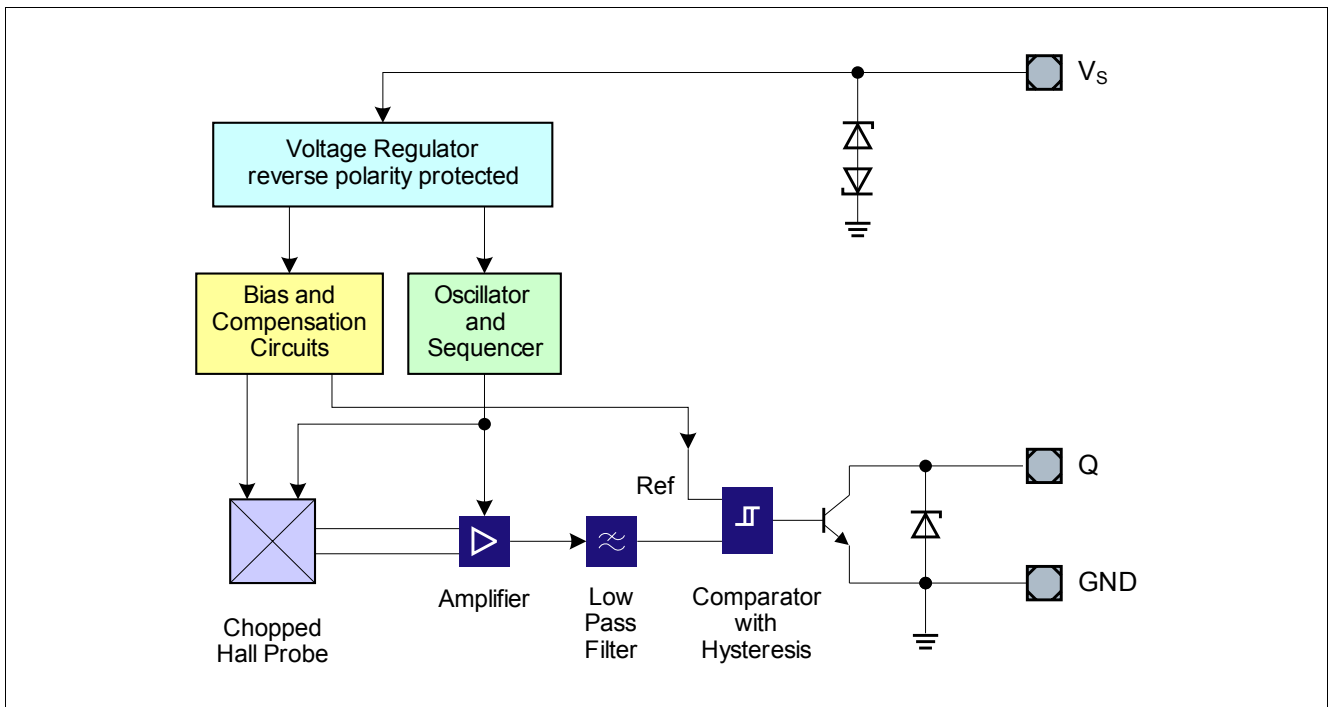 V_S
Voltage Regulator
reverse polarity protected
Bias and
Compensation
Circuits
Oscillator
and
Sequencer
Ref
Q
GND
Amplifier
Low
Pass
Filter
Comparator
with
Hysteresis
Chopped
Hall Probe